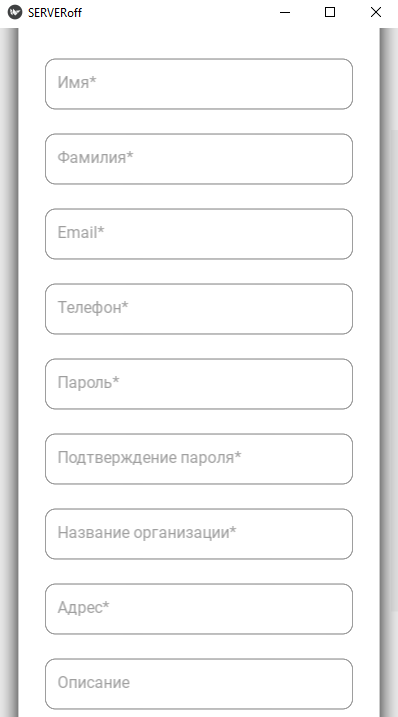 SERVERoff
Имя*
Фамилия*
Email*
Телефон*
Пароль*
Подтверждение пароля*
Название организации*
Адрес*
Описание